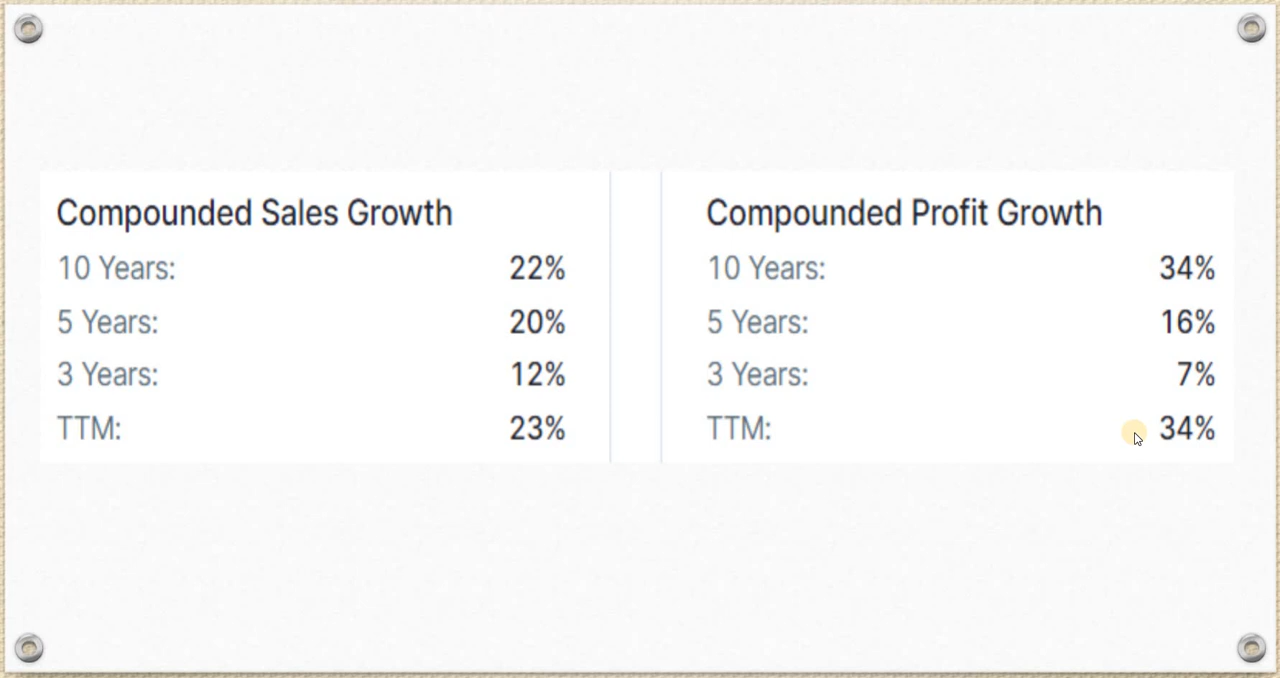 Compounded Sales Growth
10 Years: 22%
5 Years: 20%
3 Years: 12%
TTM: 23%
Compounded Profit Growth
10 Years: 34%
5 Years: 16%
3 Years: 7%
TTM: 34%